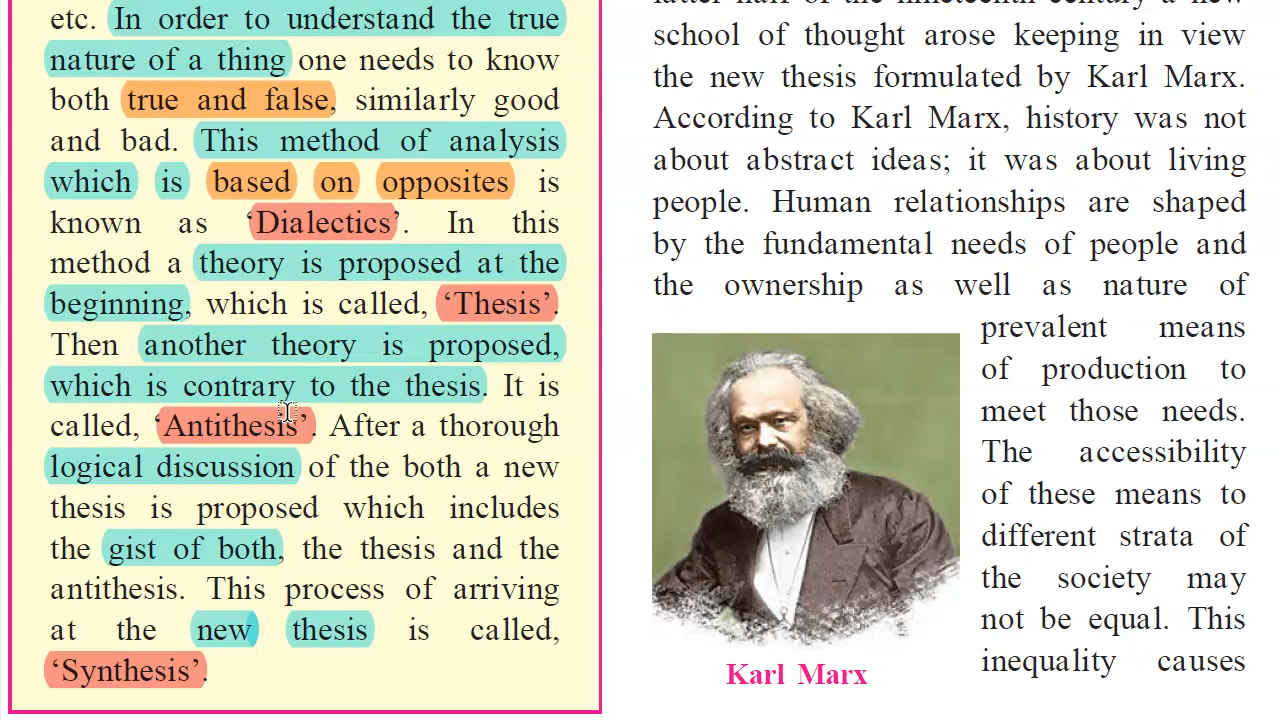 etc. In order to understand the true
nature of a thing one needs to know
both true and false, similarly good
and bad. This method of analysis
which is based on opposites is
known as ‘Dialectics’. In this
method a theory is proposed at the
beginning, which is called, ‘Thesis’.
Then another theory is proposed,
which is contrary to the thesis. It is
called, ‘Antithesis’. After a thorough
logical discussion of the both a new
thesis is proposed which includes
the gist of both, the thesis and the
antithesis. This process of arriving
at the new thesis is called,
‘Synthesis’.
latter half of the nineteenth century a new
school of thought arose keeping in view
the new thesis formulated by Karl Marx.
According to Karl Marx, history was not
about abstract ideas; it was about living
people. Human relationships are shaped
by the fundamental needs of people and
the ownership as well as nature of
prevalent means
of production to
meet those needs.
The accessibility
of these means to
different strata of
the society may
not be equal. This
inequality causes
Karl Marx